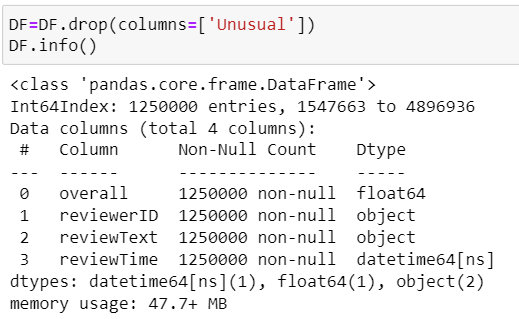 DF=DF.drop(columns=['Unusual'])
DF.info()
<class 'pandas.core.frame.DataFrame'>
Int64Index: 1250000 entries, 1547663 to 4896936
Data columns (total 4 columns):
 #   Column      Non-Null Count    Dtype
---  ------      --------------    -----
 0   overall     1250000 non-null  float64
 1   reviewerID  1250000 non-null  object
 2   reviewText  1250000 non-null  object
 3   reviewTime  1250000 non-null  datetime64[ns]
dtypes: datetime64[ns](1), float64(1), object(2)
memory usage: 47.7+ MB